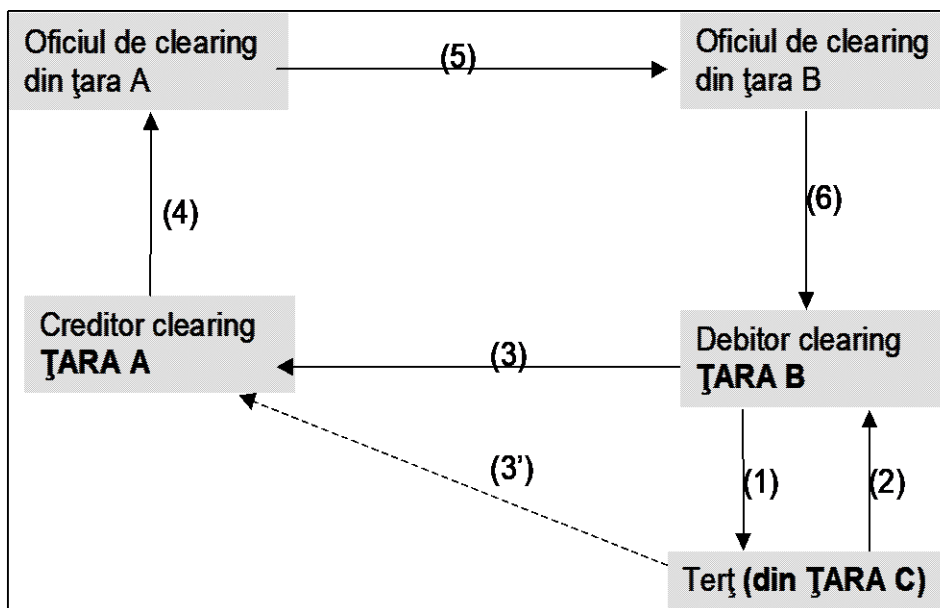 Oficiul de clearing
din ţara A
(5)
Oficiul de clearing
din ţara B
(4)
(6)
Creditor clearing
ŢARA A
(3)
Debitor clearing
ŢARA B
(3’)
(1)
(2)
Terţ (din ŢARA C)